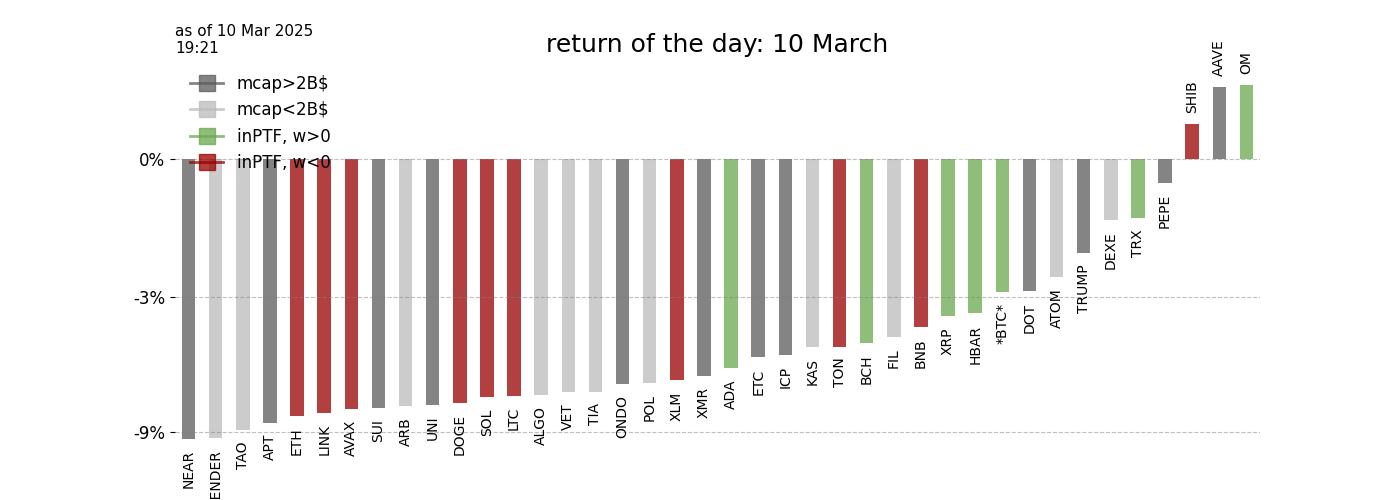 as of 10 Mar 2025
19:21
return of the day: 10 March
mcap>2B$
mcap<2B$
inPTF, w>0
inPTF, w<0
0%
-3%
-9%
NEAR
ENDER
TAO
APT
ETH
LINK
AVAX
SUI
ARB
UNI
DOGE
SOL
LTC
ALGO
VET
TIA
ONDO
POL
XLM
XMR
ADA
ETC
ICP
KAS
TON
BCH
FIL
BNB
XRP
HBAR
*BTC*
DOT
ATOM
TRUMP
DEXE
TRX
PEPE
SHIB
AAVE
OM